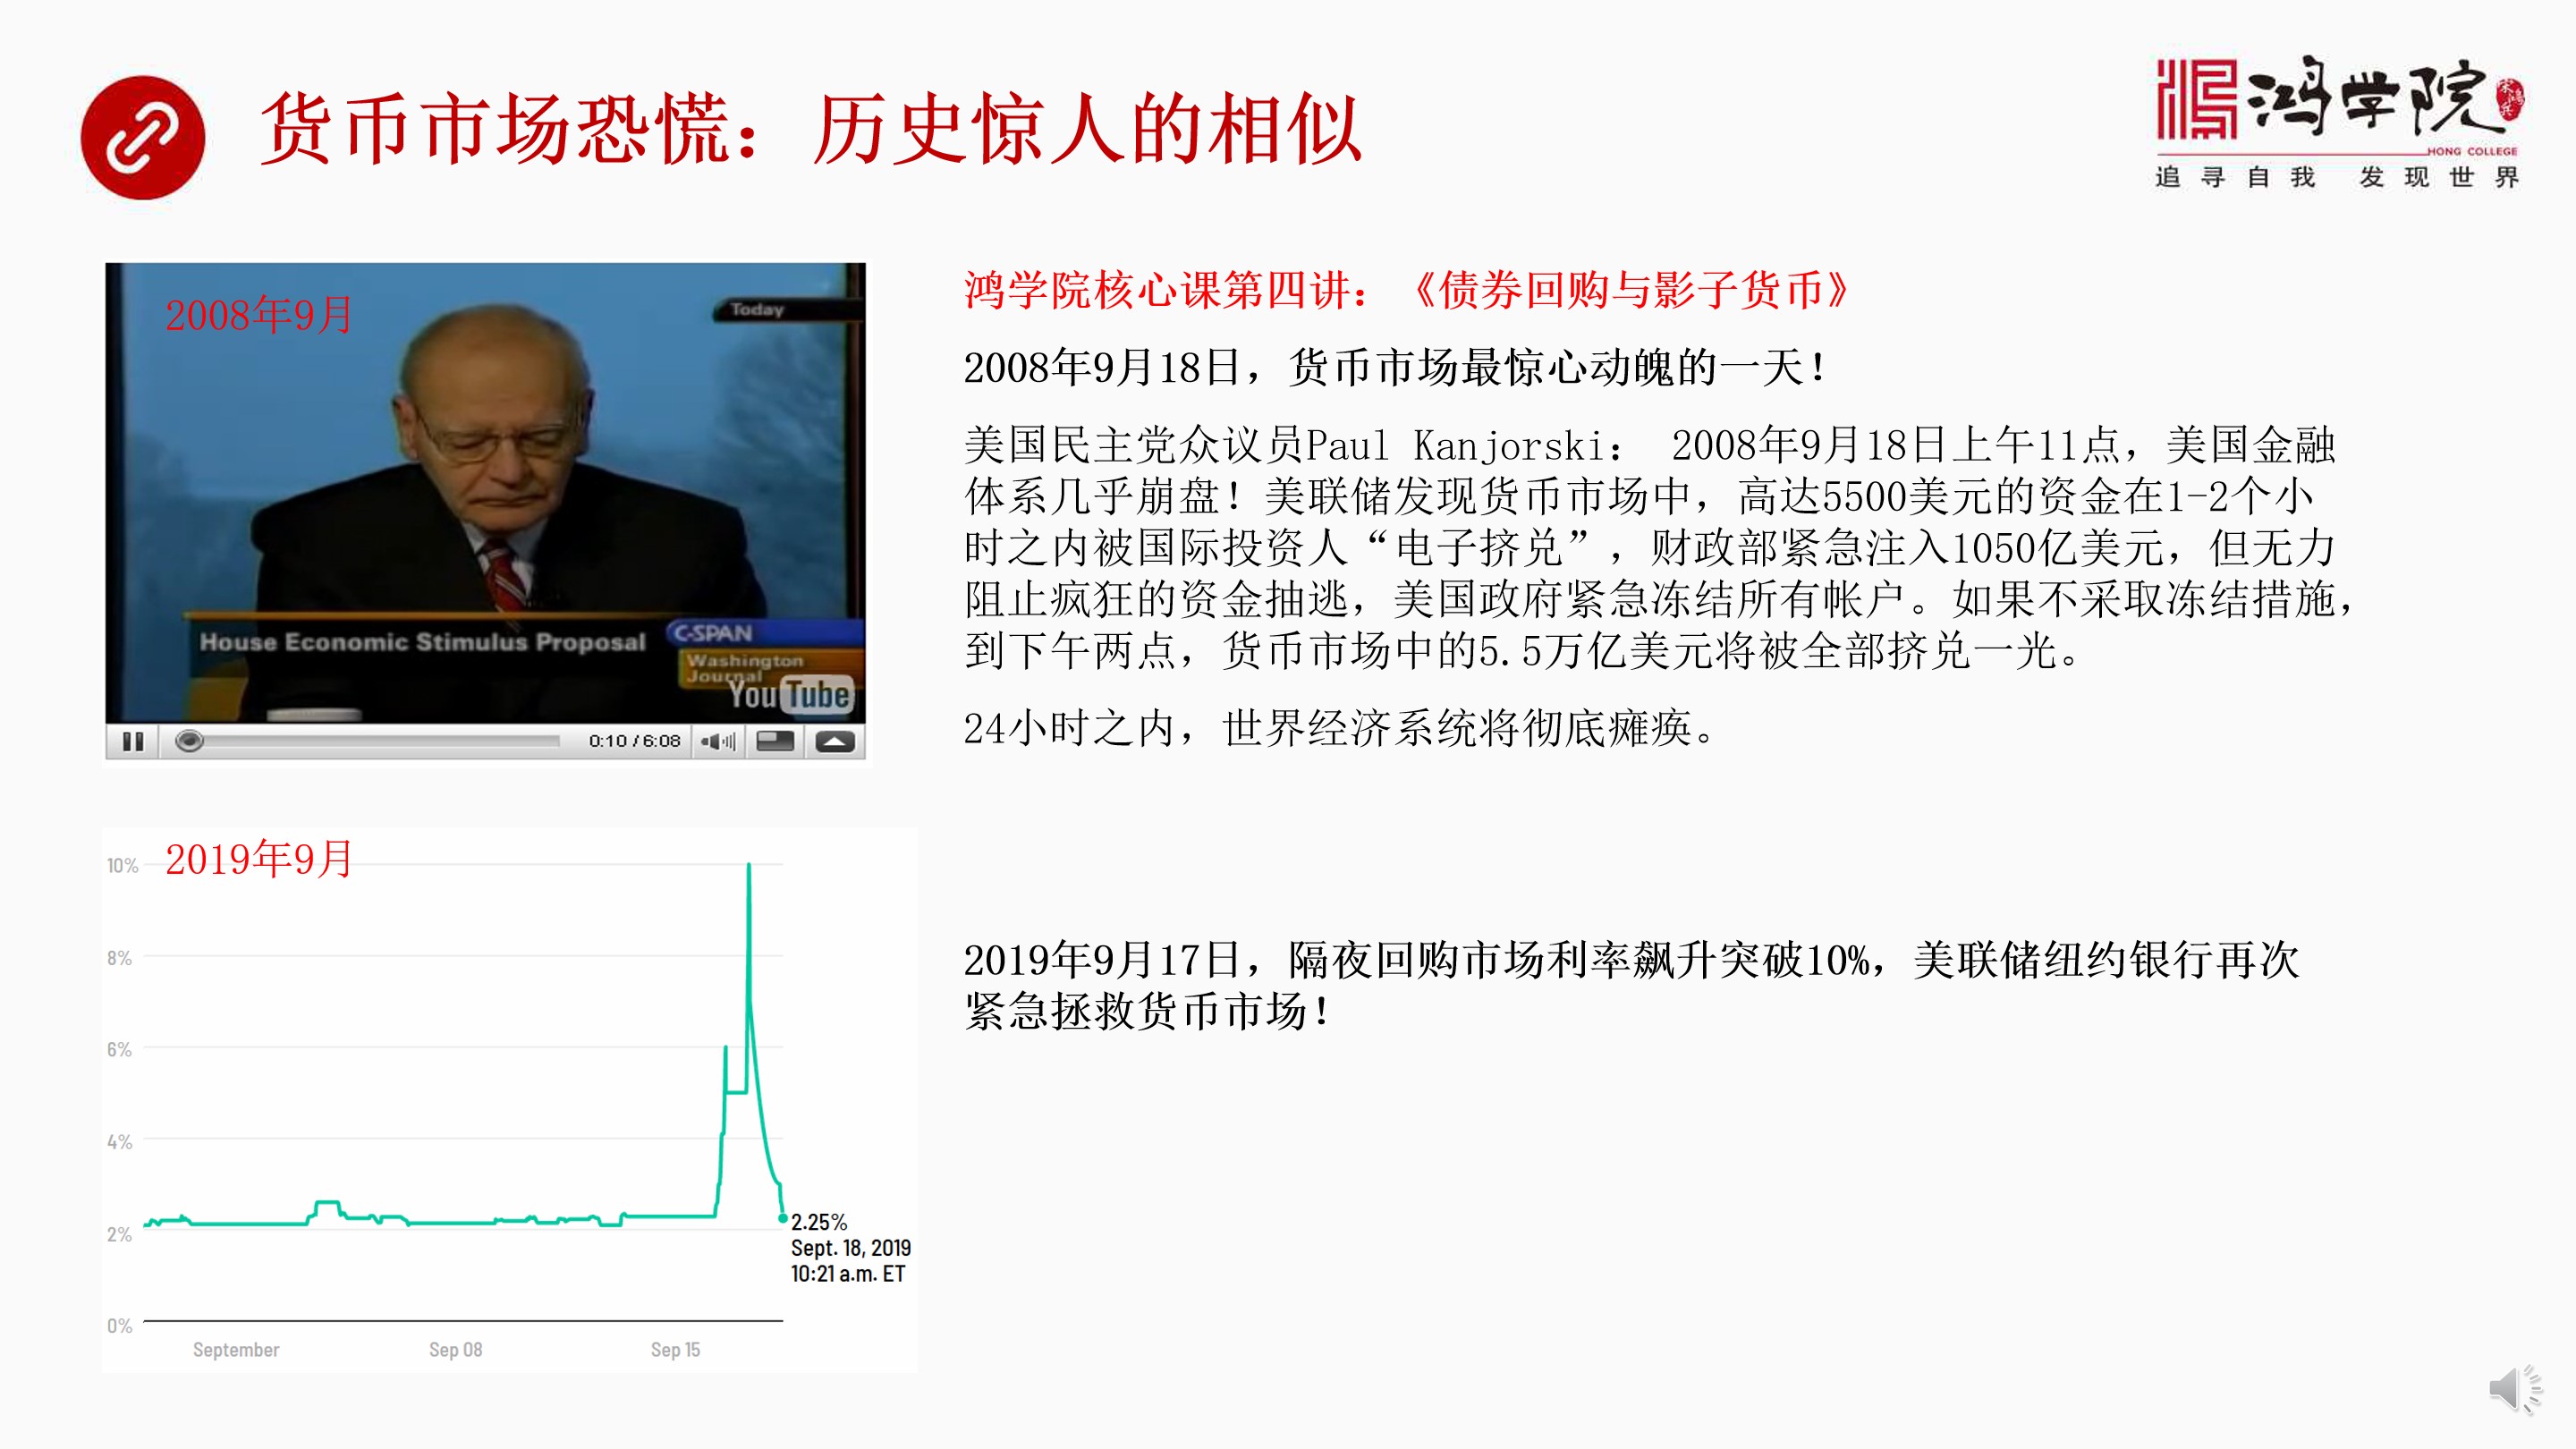 货币市场恐慌：历史惊人的相似
鸿学院
HONG COLLEGE
追寻自我 发现世界
2008年9月
Today
House Economic Stimulus Proposal
C-SPAN
Washington
Journal
YouTube
0:10 / 6:08
鸿学院核心课第四讲：《债券回购与影子货币》
2008年9月18日，货币市场最惊心动魄的一天！
美国民主党众议员Paul Kanjorski： 2008年9月18日上午11点，美国金融
体系几乎崩盘！美联储发现货币市场中，高达5500美元的资金在1-2个小
时之内被国际投资人“电子挤兑”，财政部紧急注入1050亿美元，但无力
阻止疯狂的资金抽逃，美国政府紧急冻结所有帐户。如果不采取冻结措施，
到下午两点，货币市场中的5.5万亿美元将被全部挤兑一光。
24小时之内，世界经济系统将彻底瘫痪。
2019年9月
10%
8%
6%
4%
2%
0%
September
Sep 08
Sep 15
2.25%
Sept. 18, 2019
10:21 a.m. ET
2019年9月17日，隔夜回购市场利率飙升突破10%，美联储纽约银行再次
紧急拯救货币市场！